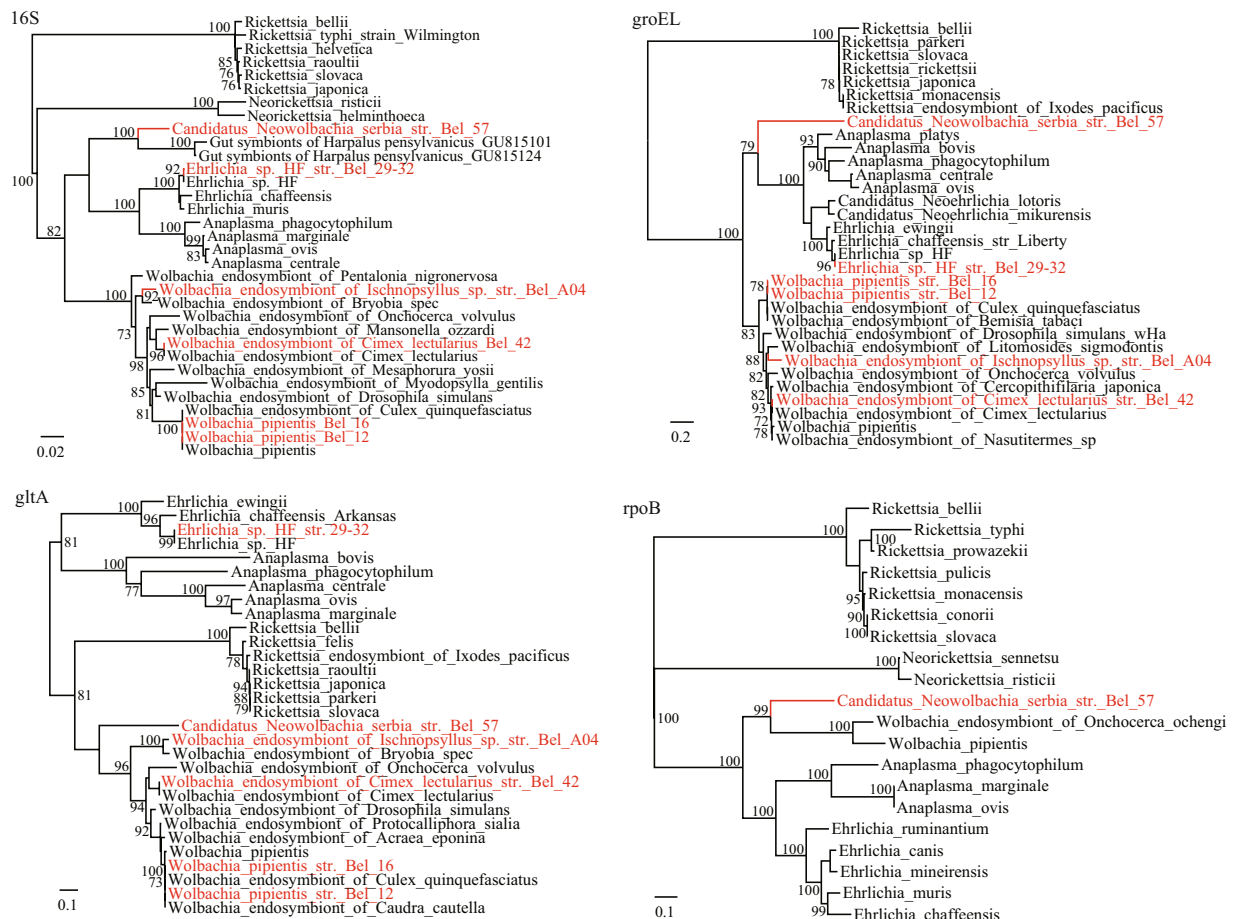 16S
Rickettsia_bellii
Rickettsia_typhi_strain_Wilmington
Rickettsia_helvetica
Rickettsia_raoultii
Rickettsia_slovaca
Rickettsia_japonica
Neorickettsia_risticii
Neorickettsia_helminthoeca
Candidatus_Neowolbachia_serbia_str._Bel_57
Gut symbionts of Harpalus pensylvanicus_GU815101
Gut symbionts of Harpalus pensylvanicus_GU815124
Ehrlichia_sp._HF_str._Bel_29-32
Ehrlichia_sp._HF
Ehrlichia_chaffeensis
Ehrlichia_muris
Anaplasma_phagocytophilum
Anaplasma_marginale
Anaplasma_ovis
Anaplasma_centrale
Wolbachia_endosymbiont_of_Pentalonia_nigronervosa
Wolbachia_endosymbiont_of_Ischnopsyllus_sp._str._Bel_A04
Wolbachia_endosymbiont_of_Bryobia_spec
Wolbachia_endosymbiont_of_Onchocerca_volvulus
Wolbachia_endosymbiont_of_Mansonella_ozzardi
Wolbachia_endosymbiont_of_Cimex_lectularius_Bel_42
Wolbachia_endosymbiont_of_Cimex_lectularius
Wolbachia_endosymbiont_of_Mesaphorura_yosii
Wolbachia_endosymbiont_of_Myodopsylla_gentilis
Wolbachia_endosymbiont_of_Drosophila_simulans
Wolbachia_endosymbiont_of_Culex_quinquefasciatus
Wolbachia_pipientis_Bel_16
Wolbachia_pipientis_Bel_12
Wolbachia_pipientis
100
85
76
76
100
100
100
92
100
100
100
99
83
82
100
92
73
96
98
85
81
100
0.02
groEL
Rickettsia_bellii
Rickettsia_parkeri
Rickettsia_slovaca
Rickettsia_rickettsii
Rickettsia_japonica
Rickettsia_monacensis
Rickettsia_endosymbiont_of_Ixodes_pacificus
Candidatus_Neowolbachia_serbia_str._Bel_57
Anaplasma_platys
Anaplasma_bovis
Anaplasma_phagocytophilum
Anaplasma_centrale
Anaplasma_ovis
Candidatus_Neoehrlichia_lotoris
Candidatus_Neoehrlichia_mikurensis
Ehrlichia_ewingii
Ehrlichia_chaffeensis_str_Liberty
Ehrlichia_sp_HF
Ehrlichia_sp._HF_str._Bel_29-32
Wolbachia_pipientis_str._Bel_16
Wolbachia_pipientis_str._Bel_12
Wolbachia_endosymbiont_of_Culex_quinquefasciatus
Wolbachia_endosymbiont_of_Bemisia_tabaci
Wolbachia_endosymbiont_of_Drosophila_simulans_wHa
Wolbachia_endosymbiont_of_Litomosides_sigmodontis
Wolbachia_endosymbiont_of_Ischnopsyllus_sp._str._Bel_A04
Wolbachia_endosymbiont_of_Onchocerca_volvulus
Wolbachia_endosymbiont_of_Cercopithifilaria_japonica
Wolbachia_endosymbiont_of_Cimex_lectularius_str._Bel_42
Wolbachia_endosymbiont_of_Cimex_lectularius
Wolbachia_pipientis
Wolbachia_endosymbiont_of_Nasutitermes_sp
100
78
79
93
90
100
100
96
100
78
83
88
82
82
93
72
78
0.2
gltA
Ehrlichia_ewingii
Ehrlichia_chaffeensis_Arkansas
Ehrlichia_sp._HF_str._29-32
Ehrlichia_sp._HF
Anaplasma_bovis
Anaplasma_phagocytophilum
Anaplasma_centrale
Anaplasma_ovis
Anaplasma_marginale
Rickettsia_bellii
Rickettsia_felis
Rickettsia_endosymbiont_of_Ixodes_pacificus
Rickettsia_raoultii
Rickettsia_japonica
Rickettsia_parkeri
Rickettsia_slovaca
Candidatus_Neowolbachia_serbia_str._Bel_57
Wolbachia_endosymbiont_of_Ischnopsyllus_sp._str._Bel_A04
Wolbachia_endosymbiont_of_Bryobia_spec
Wolbachia_endosymbiont_of_Onchocerca_volvulus
Wolbachia_endosymbiont_of_Cimex_lectularius_str._Bel_42
Wolbachia_endosymbiont_of_Cimex_lectularius
Wolbachia_endosymbiont_of_Drosophila_simulans
Wolbachia_endosymbiont_of_Protocalliphora_sialia
Wolbachia_endosymbiont_of_Acraea_eponina
Wolbachia_pipientis
Wolbachia_pipientis_str._Bel_16
Wolbachia_endosymbiont_of_Culex_quinquefasciatus
Wolbachia_pipientis_str._Bel_12
Wolbachia_endosymbiont_of_Caudra_cautella
100
96
99
81
100
77
100
97
100
78
94
88
79
81
100
96
94
92
100
73
0.1
rpoB
Rickettsia_bellii
Rickettsia_typhi
Rickettsia_prowazekii
Rickettsia_pulicis
Rickettsia_monacensis
Rickettsia_conorii
Rickettsia_slovaca
Neorickettsia_sennetsu
Neorickettsia_risticii
Candidatus_Neowolbachia_serbia_str._Bel_57
Wolbachia_endosymbiont_of_Onchocerca_ochengi
Wolbachia_pipientis
Anaplasma_phagocytophilum
Anaplasma_marginale
Anaplasma_ovis
Ehrlichia_ruminantium
Ehrlichia_canis
Ehrlichia_mineirensis
Ehrlichia_muris
Ehrlichia_chaffeensis
100
100
95
90
100
100
99
100
100
100
100
100
100
100
100
99
0.1